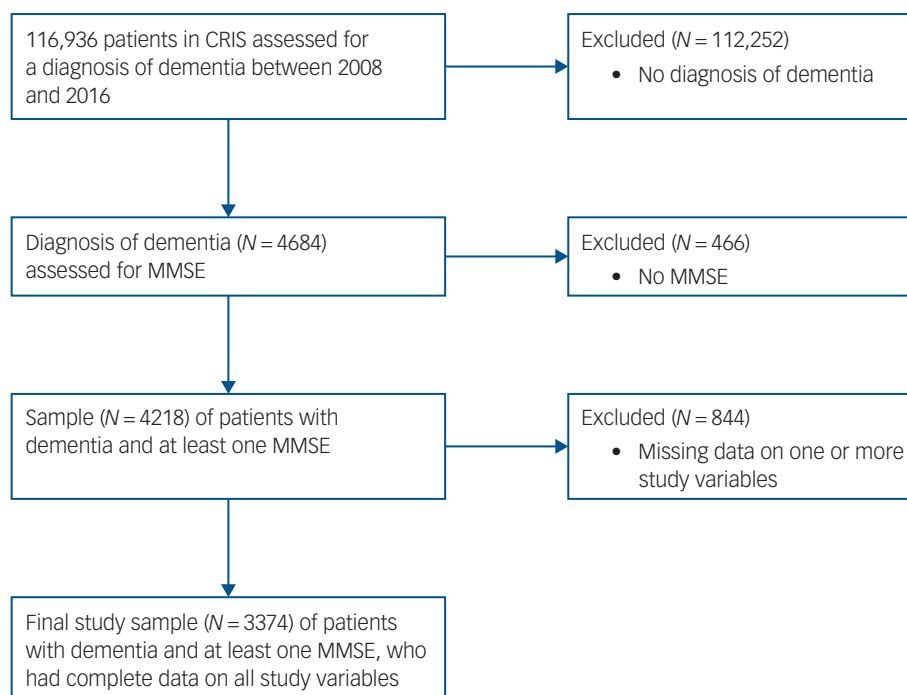 116,936 patients in CRIS assessed for
a diagnosis of dementia between 2008
and 2016
Excluded (N = 112,252)
• No diagnosis of dementia
Diagnosis of dementia (N = 4684)
assessed for MMSE
Excluded (N = 466)
• No MMSE
Sample (N = 4218) of patients with
dementia and at least one MMSE
Excluded (N = 844)
• Missing data on one or more
study variables
Final study sample (N = 3374) of patients
with dementia and at least one MMSE, who
had complete data on all study variables